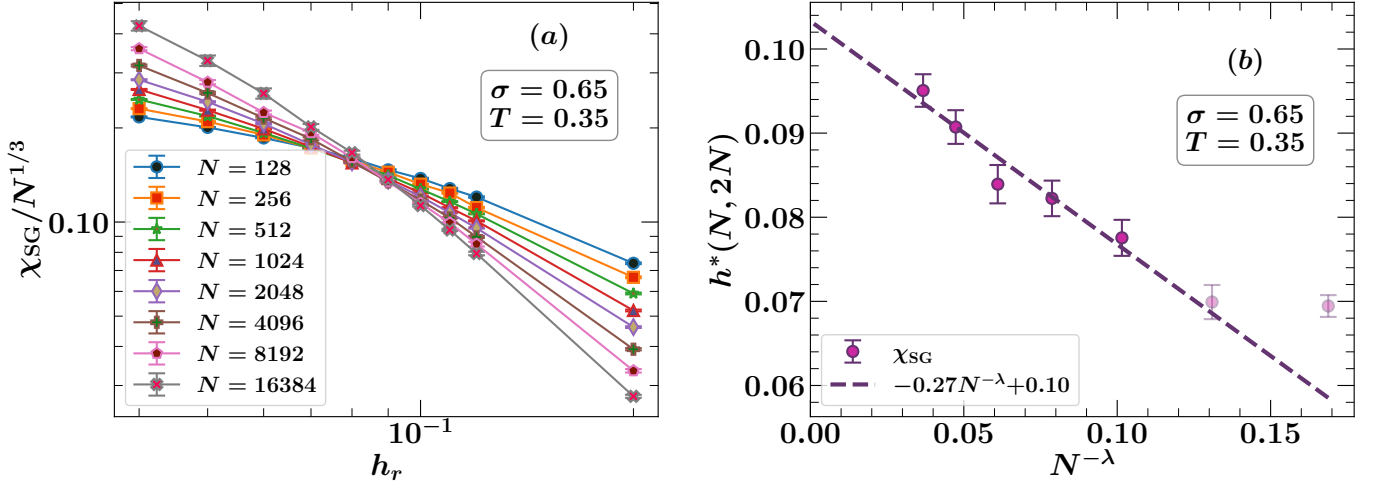 (a)
σ = 0.65
T = 0.35
χSG/N^{1/3}
0.10
N = 128
N = 256
N = 512
N = 1024
N = 2048
N = 4096
N = 8192
N = 16384
10^{−1}
h_r
(b)
σ = 0.65
T = 0.35
h*(N, 2N)
0.10
0.09
0.08
0.07
0.06
χSG
−0.27N^{−λ}+0.10
0.00
0.05
0.10
0.15
N^{−λ}